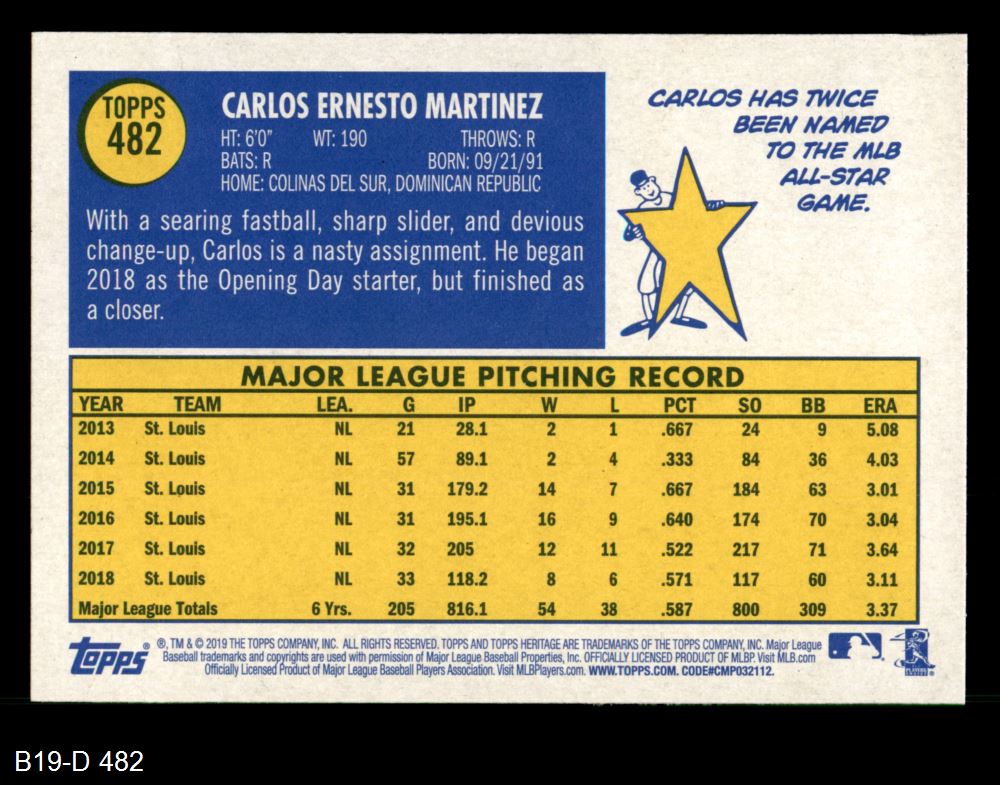 TOPPS
482
CARLOS ERNESTO MARTINEZ
HT: 6'0" WT: 190 THROWS: R
BATS: R BORN: 09/21/91
HOME: COLINAS DEL SUR, DOMINICAN REPUBLIC
With a searing fastball, sharp slider, and devious
change-up, Carlos is a nasty assignment. He began
2018 as the Opening Day starter, but finished as
a closer.
CARLOS HAS TWICE
BEEN NAMED
TO THE MLB
ALL-STAR
GAME.
MAJOR LEAGUE PITCHING RECORD
YEAR TEAM LEA. G IP W L PCT SO BB ERA
2013 St. Louis NL 21 28.1 2 1 .667 24 9 5.08
2014 St. Louis NL 57 89.1 2 4 .333 84 36 4.03
2015 St. Louis NL 31 179.2 14 7 .667 184 63 3.01
2016 St. Louis NL 31 195.1 16 9 .640 174 70 3.04
2017 St. Louis NL 32 205 12 11 .522 217 71 3.64
2018 St. Louis NL 33 118.2 8 6 .571 117 60 3.11
Major League Totals 6 Yrs. 205 816.1 54 38 .587 800 309 3.37
topps ®
®, TM & © 2019 THE TOPPS COMPANY, INC. ALL RIGHTS RESERVED. TOPPS AND TOPPS HERITAGE ARE TRADEMARKS OF THE TOPPS COMPANY, INC. Major League
Baseball trademarks and copyrights are used with permission of Major League Baseball Properties, Inc. OFFICIALLY LICENSED PRODUCT OF MLBP. Visit MLB.com
Officially Licensed Product of Major League Baseball Players Association. Visit MLBPlayers.com. WWW.TOPPS.COM. CODE#CMP032112.
B19-D 482